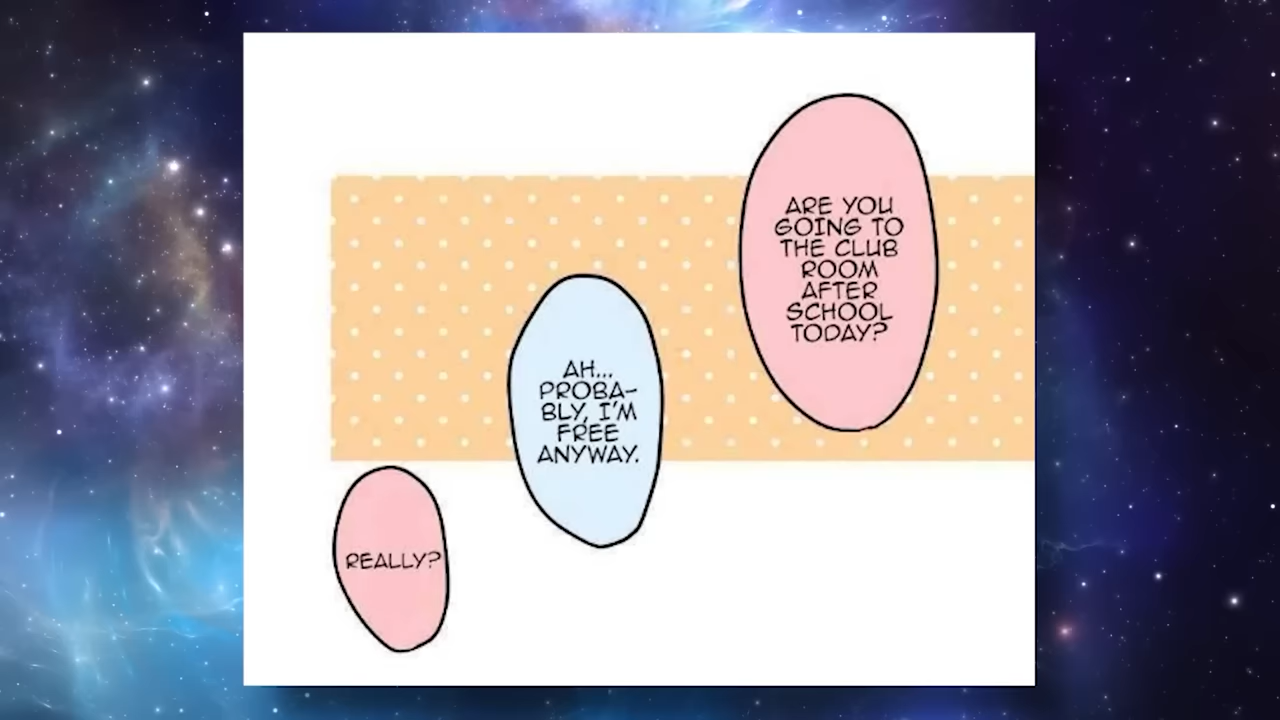 ARE YOU
GOING TO
THE CLUB
ROOM
AFTER
SCHOOL
TODAY?
AH...
PROBA-
BLY, I'M
FREE
ANYWAY.
REALLY?